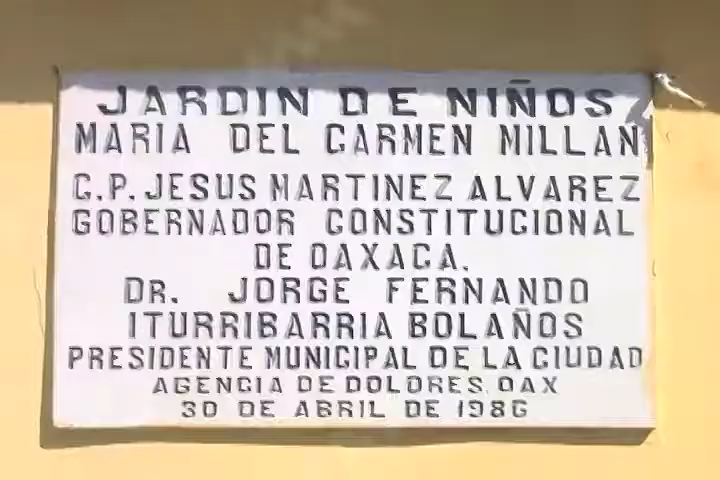 JARDIN DE NIÑOS
MARIA DEL CARMEN MILLAN
C.P. JESUS MARTINEZ ALVAREZ
GOBERNADOR CONSTITUCIONAL
DE OAXACA.
DR. JORGE FERNANDO
ITURRIBARRIA BOLAÑOS
PRESIDENTE MUNICIPAL DE LA CIUDAD
AGENCIA DE DOLORES, OAX
30 DE ABRIL DE 1986